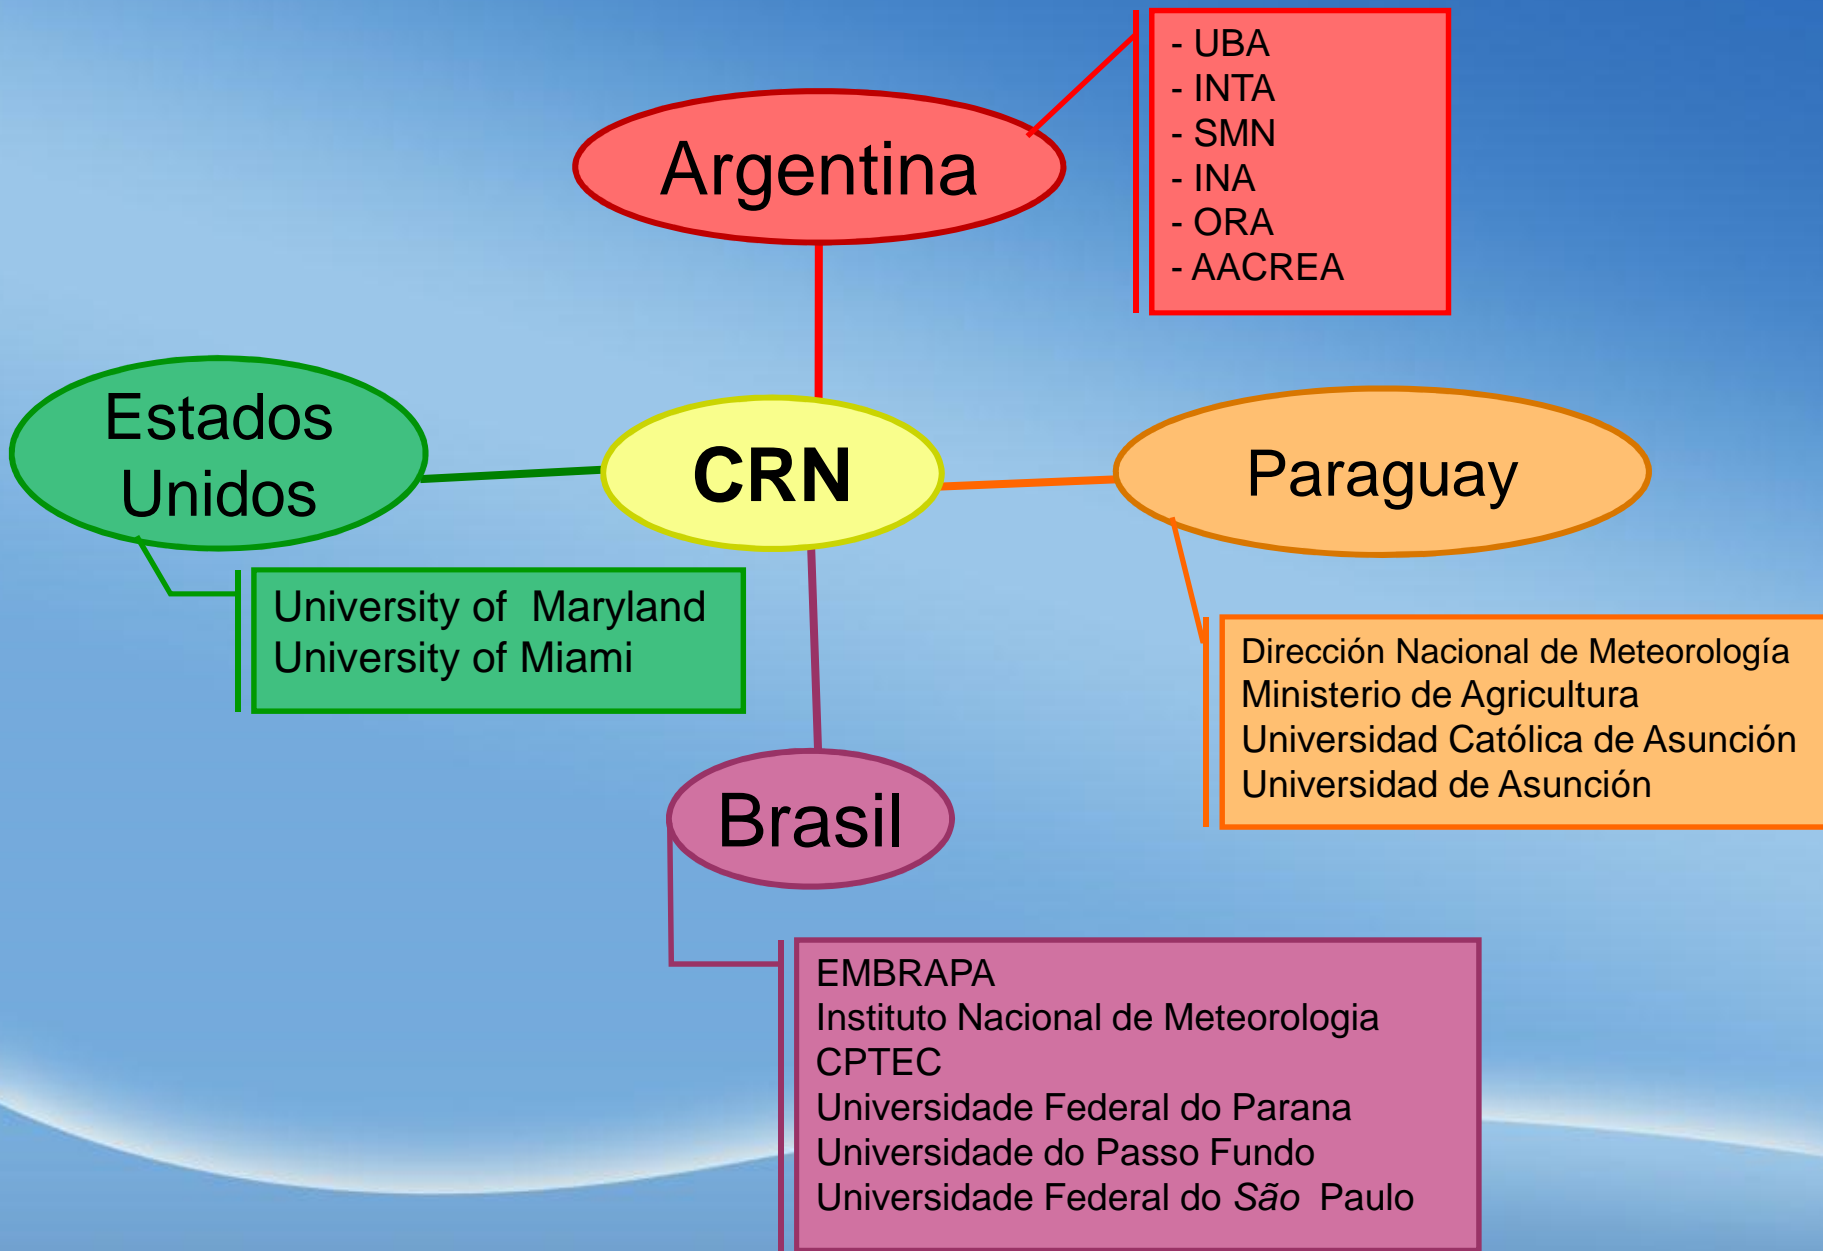 - UBA
- INTA
- SMN
- INA
- ORA
- AACREA
Argentina
Estados
Unidos
CRN
Paraguay
University of  Maryland
University of Miami
Dirección Nacional de Meteorología
Ministerio de Agricultura
Universidad Católica de Asunción
Universidad de Asunción
Brasil
EMBRAPA
Instituto Nacional de Meteorologia
CPTEC
Universidade Federal do Parana
Universidade do Passo Fundo
Universidade Federal do São  Paulo